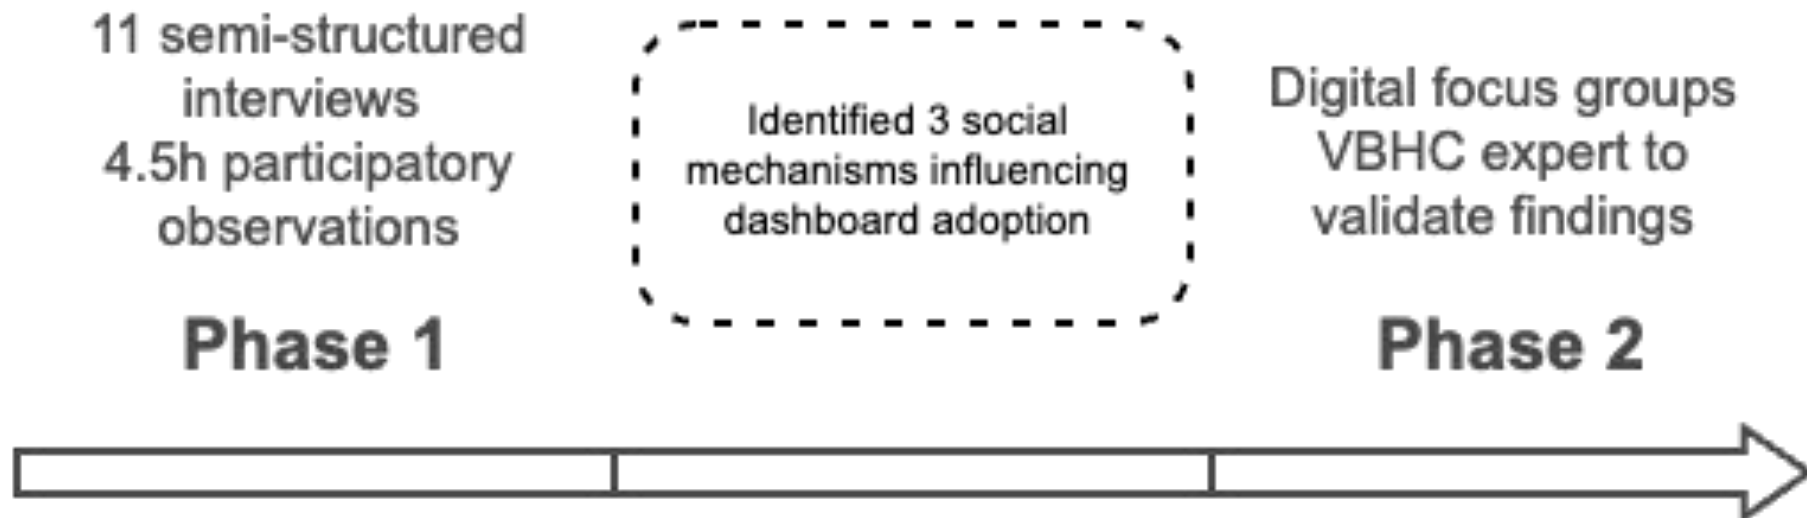 11 semi-structured
interviews
4.5h participatory
observations
Phase 1
Identified 3 social
mechanisms influencing
dashboard adoption
Digital focus groups
VBHC expert to
validate findings
Phase 2